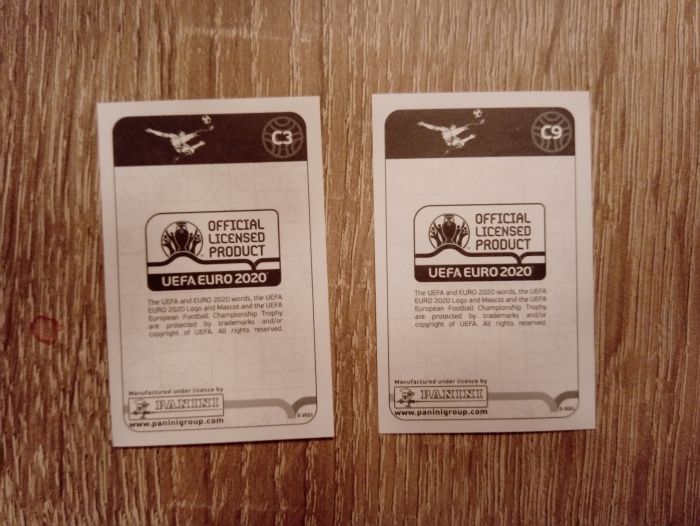 C3
OFFICIAL
LICENSED
PRODUCT
UEFA EURO 2020
The UEFA and EURO 2020 words, the UEFA
EURO 2020 Logo and Mascot and the UEFA
European Football Championship Trophy
are protected by trademarks and/or
copyright of UEFA. All rights reserved.
Manufactured under licence by
PANINI
www.paninigroup.com
C9
OFFICIAL
LICENSED
PRODUCT
UEFA EURO 2020
The UEFA and EURO 2020 words, the UEFA
EURO 2020 Logo and Mascot and the UEFA
European Football Championship Trophy
are protected by trademarks and/or
copyright of UEFA. All rights reserved.
Manufactured under licence by
PANINI
www.paninigroup.com